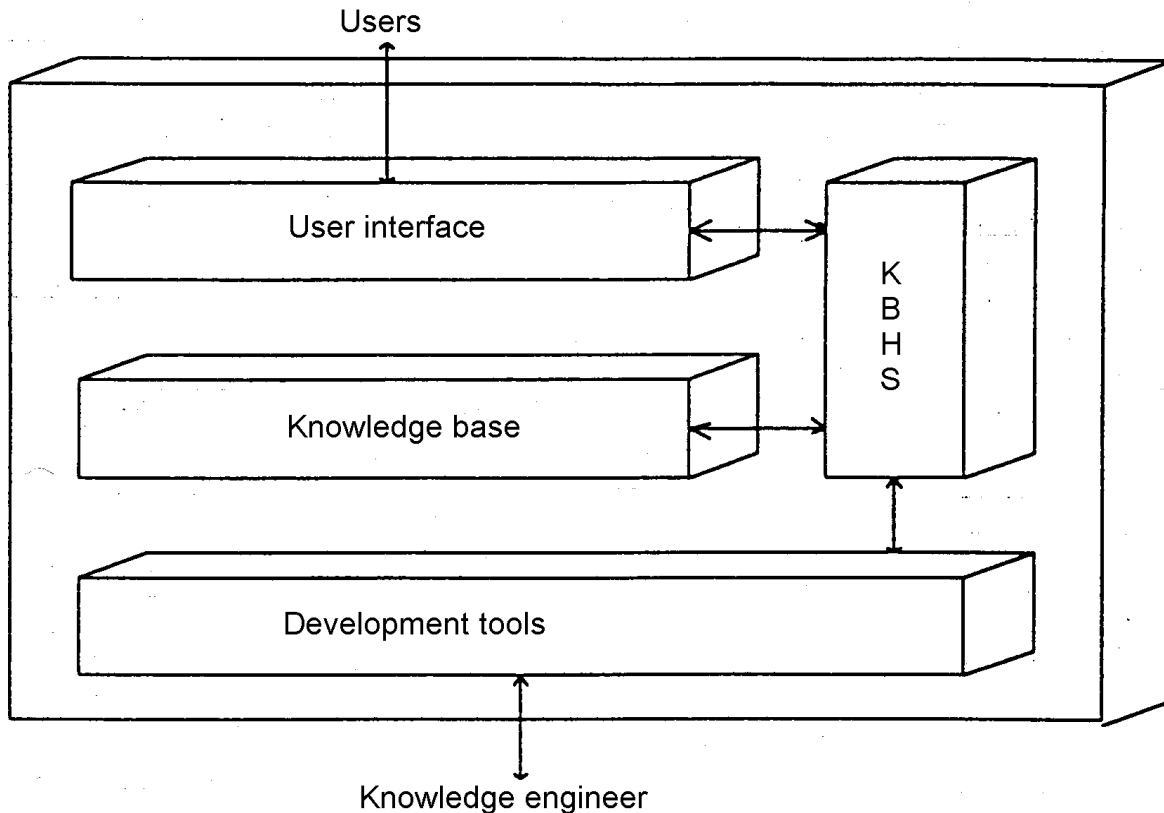 Users
User interface
K
B
H
S
Knowledge base
Development tools
Knowledge engineer